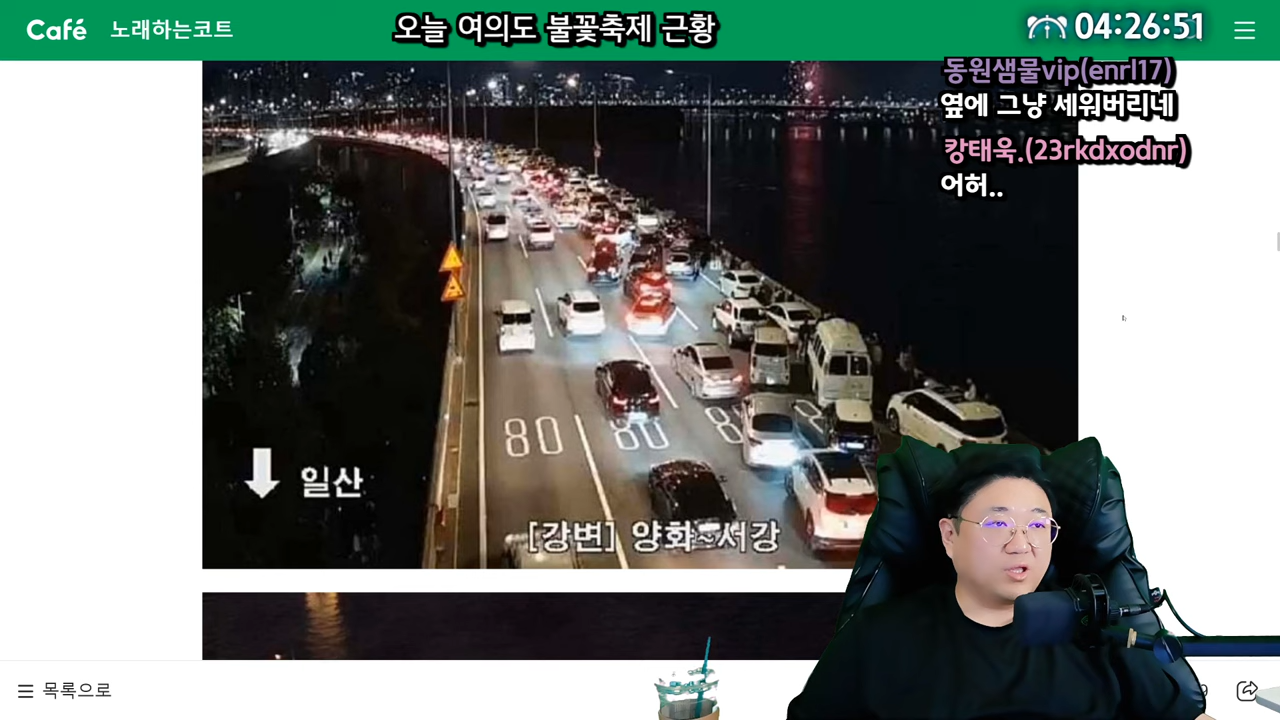 Café 노래하는코트
오늘 여의도 불꽃축제 근황
04:26:51
동원샘물vip(enrl17)
옆에 그냥 세워버리네
캉태욱.(23rkdxodnr)
어허..
80
80
일산
[강변] 양화~서강
목록으로